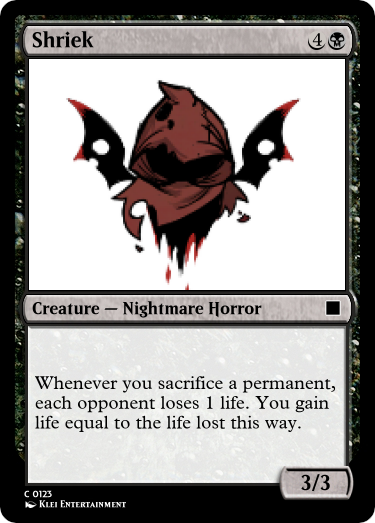 Shriek 4
Creature — Nightmare Horror
Whenever you sacrifice a permanent,
each opponent loses 1 life. You gain
life equal to the life lost this way.
3/3
C 0123
Klei Entertainment